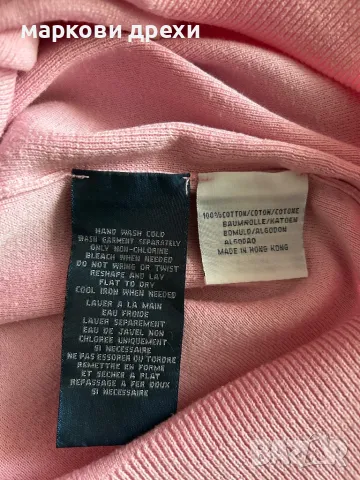 маркови дрехи
HAND WASH COLD
WASH GARMENT SEPARATELY
ONLY NON-CHLORINE
BLEACH WHEN NEEDED
DO NOT WRING OR TWIST
RESHAPE AND LAY
FLAT TO DRY
COOL IRON WHEN NEEDED
LAVER A LA MAIN
EAU FROIDE
LAVER SEPAREMENT
EAU DE JAVEL NON
CHLOREE UNIQUEMENT
SI NECESSAIRE
NE PAS ESSORER OU TORDRE
REMETTRE EN FORME
ET SECHER A PLAT
REPASSAGE A FER DOUX
SI NECESSAIRE
100%COTTON/COTON/COTONE
BAUMWOLLE/KATOEN
BOMULD/ALGODON
ALGODAO
MADE IN HONG KONG